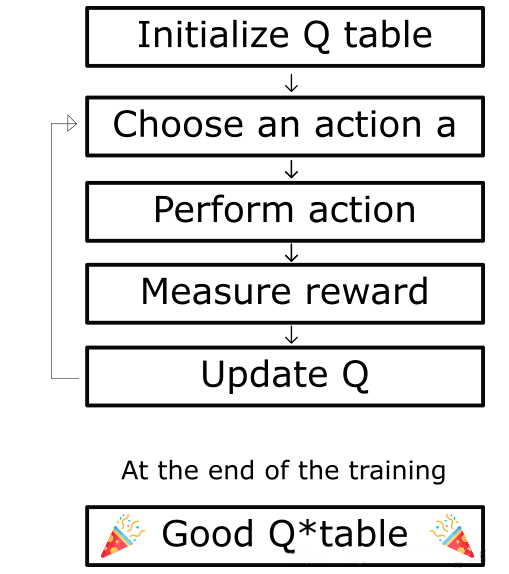 Initialize Q table
Choose an action a
Perform action
Measure reward
Update Q
At the end of the training
Good Q*table